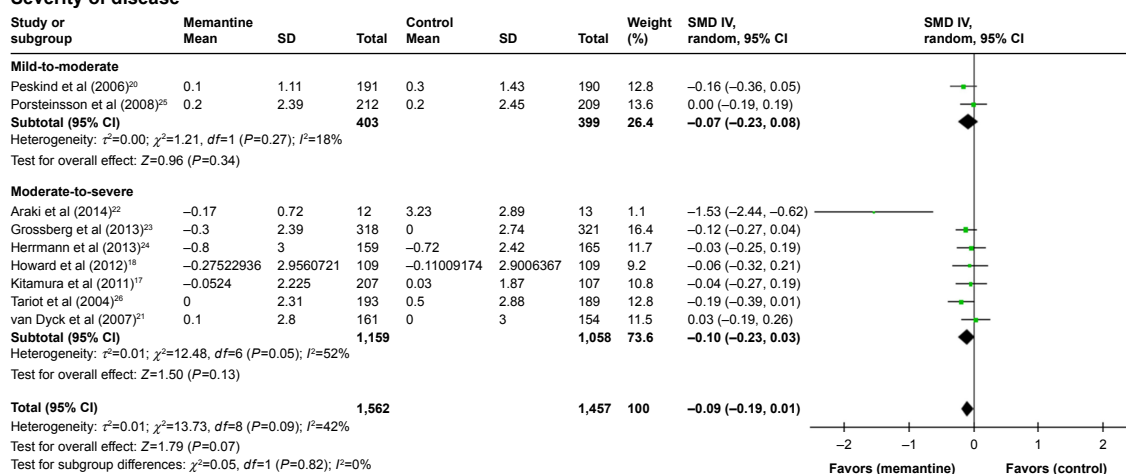 Severity of disease
Study or subgroup Memantine Mean SD Total Control Mean SD Total Weight (%) SMD IV, random, 95% CI SMD IV, random, 95% CI
Mild-to-moderate
Peskind et al (2006)20 0.1 1.11 191 0.3 1.43 190 12.8 –0.16 (–0.36, 0.05)
Porsteinsson et al (2008)25 0.2 2.39 212 0.2 2.45 209 13.6 0.00 (–0.19, 0.19)
Subtotal (95% CI) 403 399 26.4 –0.07 (–0.23, 0.08)
Heterogeneity: τ²=0.00; χ²=1.21, df=1 (P=0.27); I²=18%
Test for overall effect: Z=0.96 (P=0.34)
Moderate-to-severe
Araki et al (2014)22 –0.17 0.72 12 3.23 2.89 13 1.1 –1.53 (–2.44, –0.62)
Grossberg et al (2013)23 –0.3 2.39 318 0 2.74 321 16.4 –0.12 (–0.27, 0.04)
Herrmann et al (2013)24 –0.8 3 159 –0.72 2.42 165 11.7 –0.03 (–0.25, 0.19)
Howard et al (2012)18 –0.27522936 2.9560721 109 –0.11009174 2.9006367 109 9.2 –0.06 (–0.32, 0.21)
Kitamura et al (2011)17 –0.0524 2.225 207 0.03 1.87 107 10.8 –0.04 (–0.27, 0.19)
Tariot et al (2004)26 0 2.31 193 0.5 2.88 189 12.8 –0.19 (–0.39, 0.01)
van Dyck et al (2007)21 0.1 2.8 161 0 3 154 11.5 0.03 (–0.19, 0.26)
Subtotal (95% CI) 1,159 1,058 73.6 –0.10 (–0.23, 0.03)
Heterogeneity: τ²=0.01; χ²=12.48, df=6 (P=0.05); I²=52%
Test for overall effect: Z=1.50 (P=0.13)
Total (95% CI) 1,562 1,457 100 –0.09 (–0.19, 0.01)
Heterogeneity: τ²=0.01; χ²=13.73, df=8 (P=0.09); I²=42%
Test for overall effect: Z=1.79 (P=0.07)
Test for subgroup differences: χ²=0.05, df=1 (P=0.82); I²=0%
–2 –1 0 1 2
Favors (memantine) Favors (control)